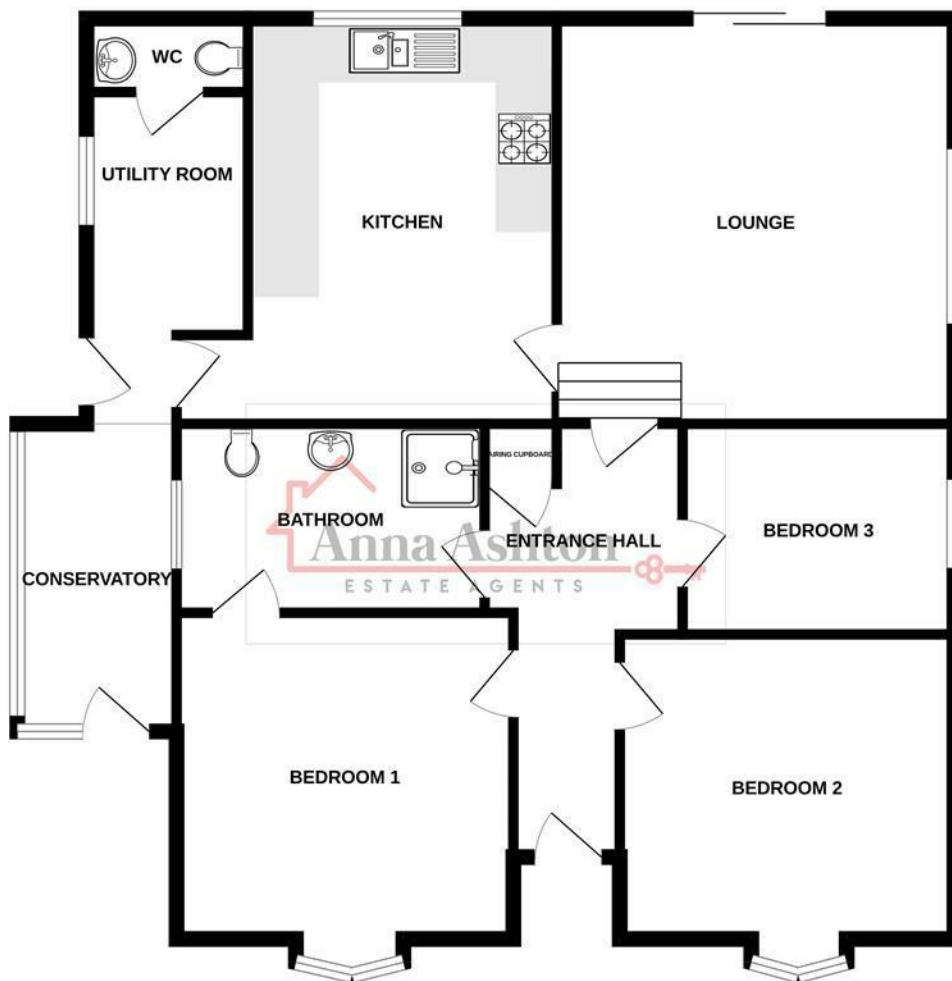 WC
UTILITY ROOM
KITCHEN
LOUNGE
AIRING CUPBOARD
BATHROOM
ENTRANCE HALL
BEDROOM 3
Anna Ashton
ESTATE AGENTS
CONSERVATORY
BEDROOM 1
BEDROOM 2